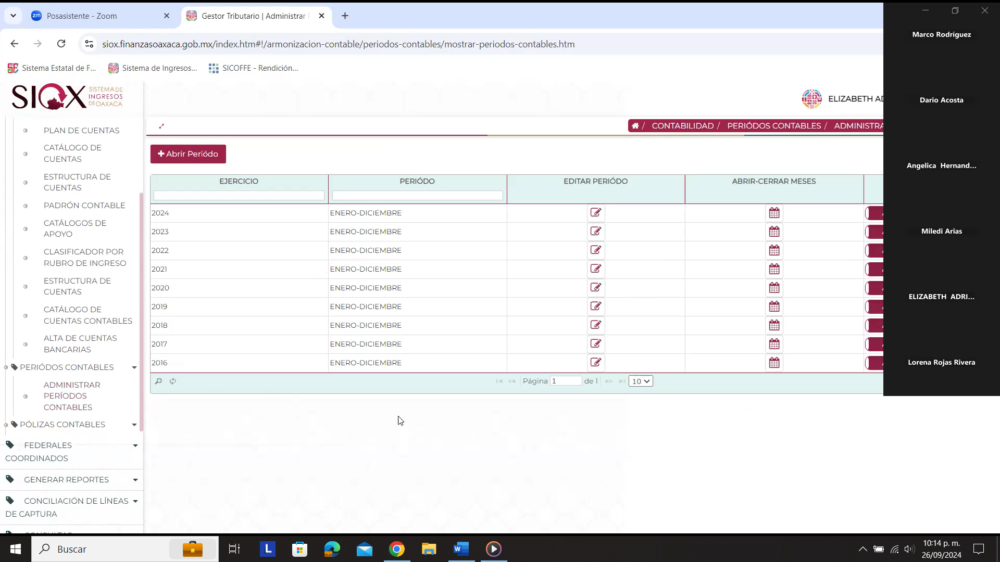 Posasistente - Zoom
Gestor Tributario | Administrar
siox.finanzasoaxaca.gob.mx/index.htm#!/armonizacion-contable/periodos-contables/mostrar-periodos-contables.htm
Sistema Estatal de F...
Sistema de Ingresos...
SICOFFE - Rendición...
Marco Rodríguez
Dario Acosta
Angelica Hernand...
Miledi Arias
ELIZABETH ADRI...
Lorena Rojas Rivera
SIOX SISTEMA DE
INGRESOS
DE OAXACA
PLAN DE CUENTAS
CATÁLOGO DE
CUENTAS
ESTRUCTURA DE
CUENTAS
PADRÓN CONTABLE
CATÁLOGOS DE
APOYO
CLASIFICADOR POR
RUBRO DE INGRESO
ESTRUCTURA DE
CUENTAS
CATÁLOGO DE
CUENTAS CONTABLES
ALTA DE CUENTAS
BANCARIAS
PERIÓDOS CONTABLES
ADMINISTRAR
PERÍODOS
CONTABLES
PÓLIZAS CONTABLES
FEDERALES
COORDINADOS
GENERAR REPORTES
CONCILIACIÓN DE LÍNEAS
DE CAPTURA
ELIZABETH AD
/ CONTABILIDAD / PERIÓDOS CONTABLES / ADMINISTRA
+ Abrir Periódo
EJERCICIO PERIÓDO EDITAR PERIÓDO ABRIR-CERRAR MESES
2024 ENERO-DICIEMBRE
2023 ENERO-DICIEMBRE
2022 ENERO-DICIEMBRE
2021 ENERO-DICIEMBRE
2020 ENERO-DICIEMBRE
2019 ENERO-DICIEMBRE
2018 ENERO-DICIEMBRE
2017 ENERO-DICIEMBRE
2016 ENERO-DICIEMBRE
Página 1 de 1 10
Buscar
10:14 p. m.
26/09/2024